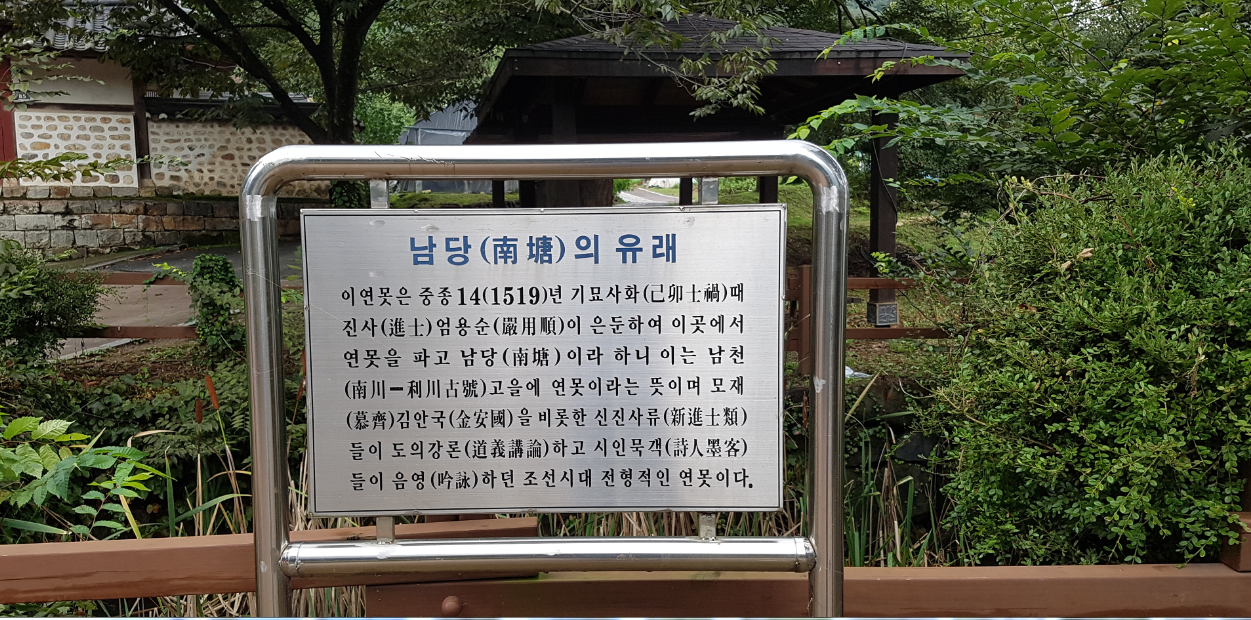 남당(南塘)의 유래
이연못은 중종14(1519)년 기묘사화(己卯士禍)때
진사(進士)엄용순(嚴用順)이 은둔하여 이곳에서
연못을 파고 남당(南塘)이라 하니 이는 남천
(南川ー利川古號)고을에 연못이라는 뜻이며 모재
(慕齊)김안국(金安國)을 비롯한 신진사류(新進士類)
들이 도의강론(道義講論)하고 시인묵객(詩人墨客)
들이 음영(吟詠)하던 조선시대 전형적인 연못이다.